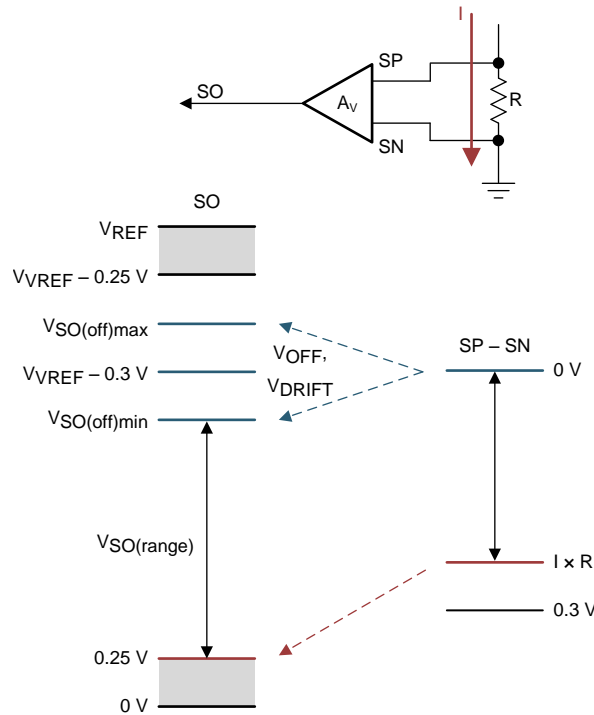 I
SP
SO
AV
R
SN
SO
VREF
VVREF – 0.25 V
VSO(off)max
VOFF,
SP – SN
VVREF – 0.3 V
0 V
VDRIFT
VSO(off)min
VSO(range)
I × R
0.3 V
0.25 V
0 V